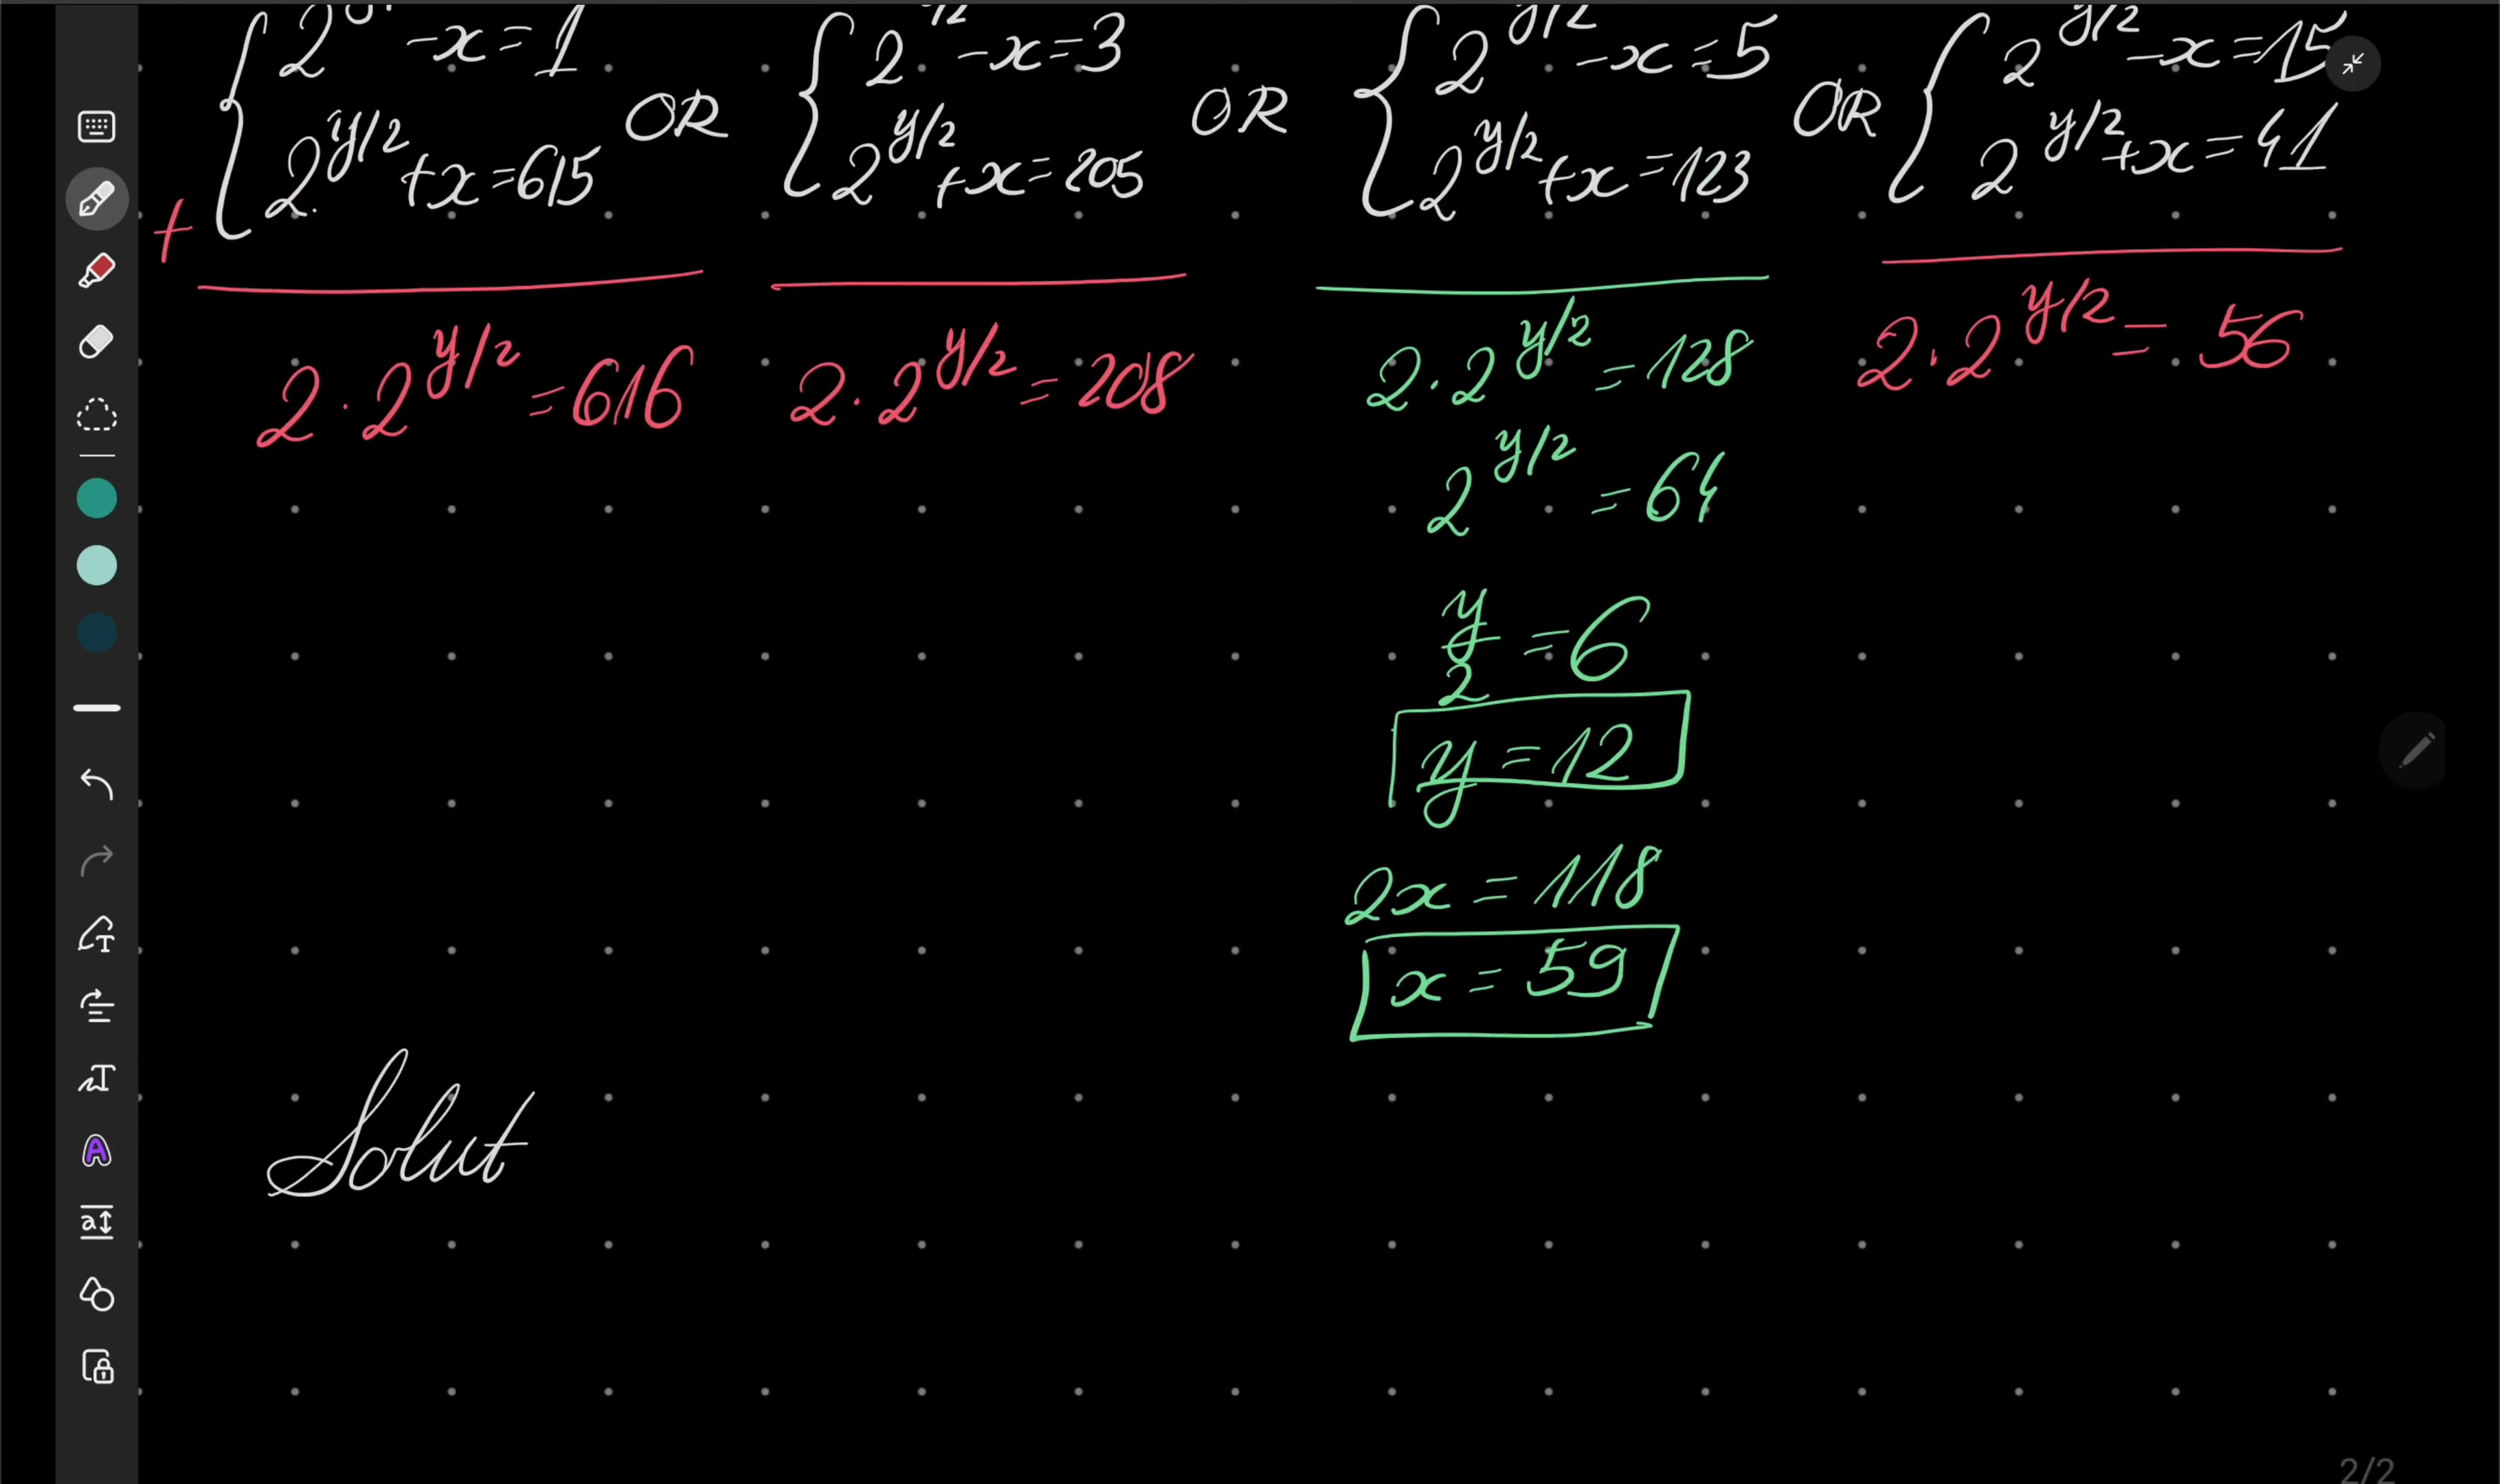 2^{y/2} - x = 1
2^{y/2} + x = 615
OR
2^{y/2} - x = 3
2^{y/2} + x = 205
OR
2^{y/2} - x = 5
2^{y/2} + x = 123
OR
2^{y/2} - x = 15
2^{y/2} + x = 41
+
2 · 2^{y/2} = 616
2 · 2^{y/2} = 208
2 · 2^{y/2} = 128
2^{y/2} = 64
y/2 = 6
y = 12
2x = 118
x = 59
2 · 2^{y/2} = 56
Solut
2/2